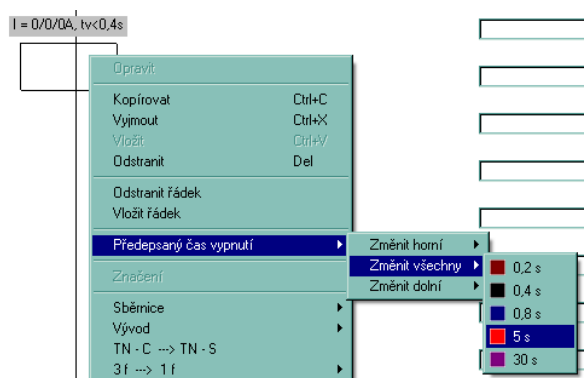 I = 0/0/0A, tv<0,4s
Opravit
Kopírovat Ctrl+C
Vyjmout Ctrl+X
Vložit Ctrl+V
Odstranit Del
Odstranit řádek
Vložit řádek
Předepsaný čas vypnutí
Změnit horní
Změnit všechny
Změnit dolní
0,2 s
0,4 s
0,8 s
5 s
30 s
Značení
Sběrnice
Vývod
TN - C ---> TN - S
3 f ---> 1 f